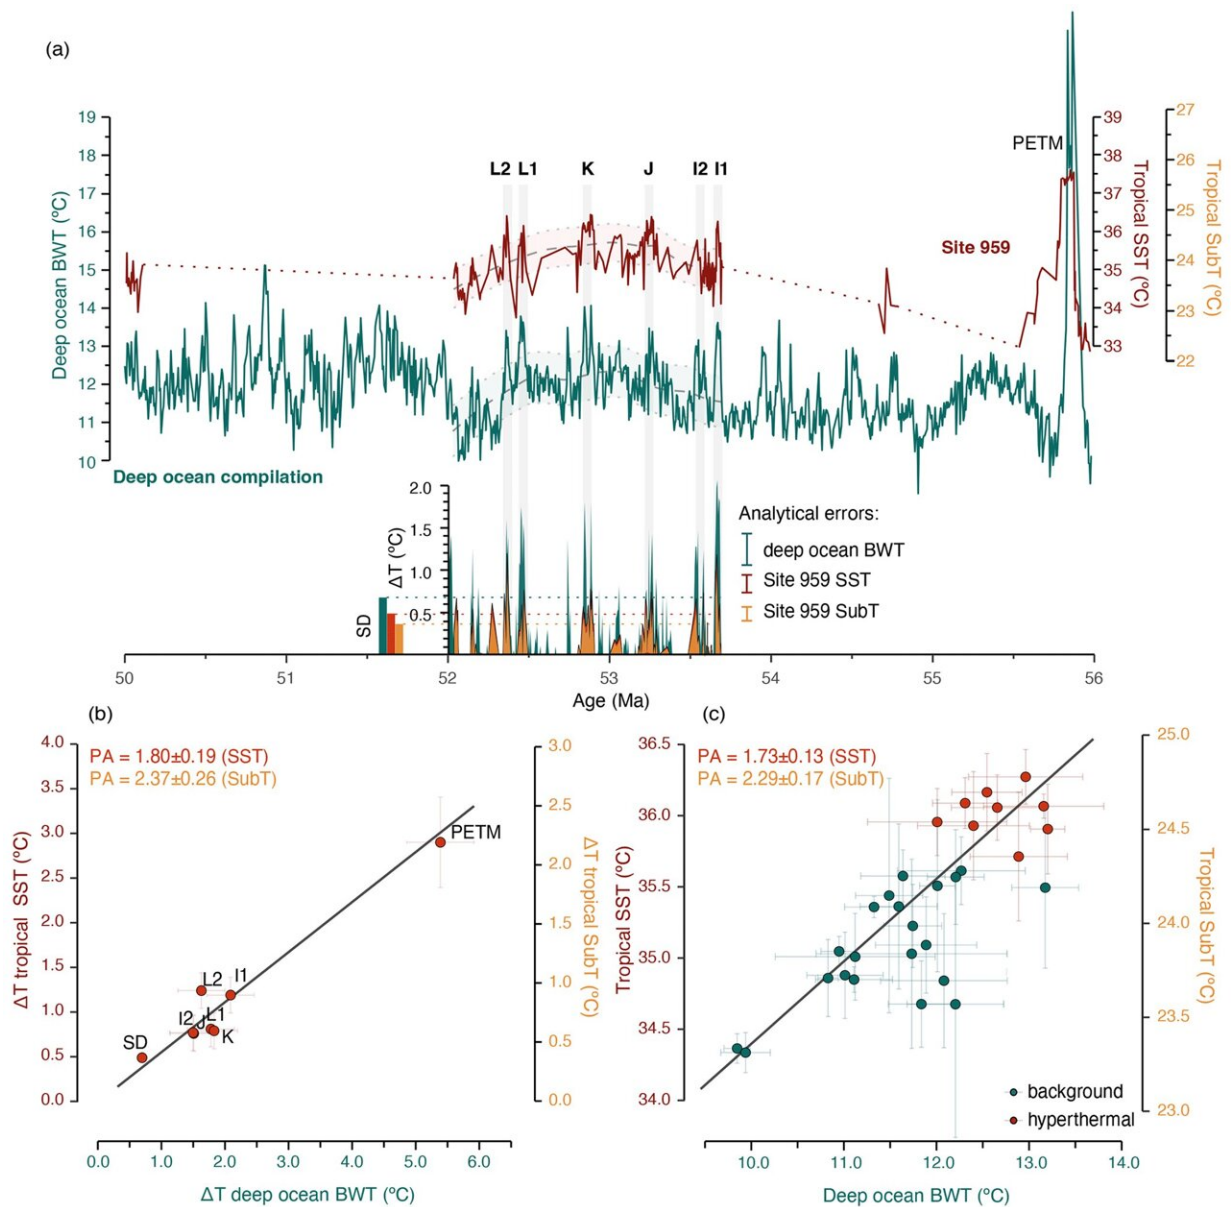 (a)
PETM
L2 L1 K J I2 I1
Site 959
Deep ocean compilation
19
18
17
16
15
14
13
12
11
10
Deep ocean BWT (ºC)
39
38
37
36
35
34
33
Tropical SST (ºC)
27
26
25
24
23
22
Tropical SubT (ºC)
2.0
1.5
1.0
0.5
ΔT (ºC)
SD
Analytical errors:
deep ocean BWT
Site 959 SST
Site 959 SubT
50 51 52 53 54 55 56
Age (Ma)
(b)
PA = 1.80±0.19 (SST)
PA = 2.37±0.26 (SubT)
4.0
3.5
3.0
2.5
2.0
1.5
1.0
0.5
0.0
ΔT tropical SST (ºC)
PETM
L2
I1
I2
J
L1
K
SD
3.0
2.5
2.0
1.5
1.0
0.5
0.0
ΔT tropical SubT (ºC)
0.0 1.0 2.0 3.0 4.0 5.0 6.0
ΔT deep ocean BWT (ºC)
(c)
PA = 1.73±0.13 (SST)
PA = 2.29±0.17 (SubT)
36.5
36.0
35.5
35.0
34.5
34.0
Tropical SST (ºC)
25.0
24.5
24.0
23.5
23.0
Tropical SubT (ºC)
background
hyperthermal
10.0 11.0 12.0 13.0 14.0
Deep ocean BWT (ºC)